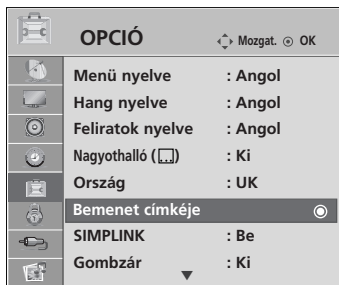 OPCIÓ Mozgat. OK
Menü nyelve : Angol
Hang nyelve : Angol
Feliratok nyelve : Angol
Nagyothalló ( ) : Ki
Ország : UK
Bemenet címkéje
SIMPLINK : Be
Gombzár : Ki